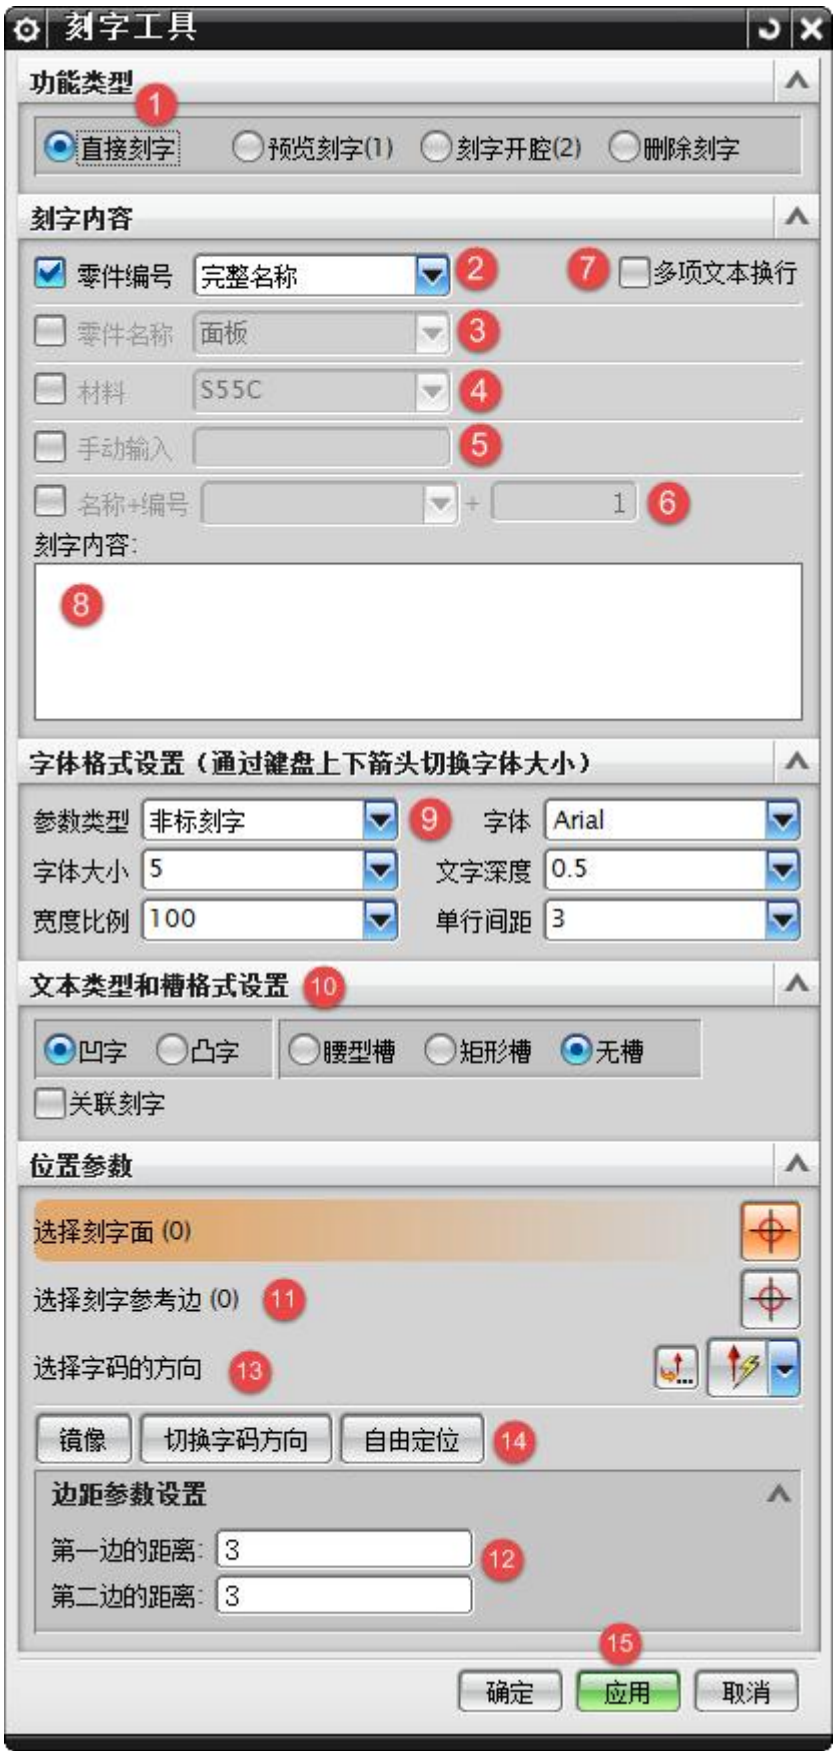 刻字工具
功能类型
1
直接刻字 预览刻字(1) 刻字开腔(2) 删除刻字
刻字内容
零件编号 完整名称 2 7 多项文本换行
零件名称 面板 3
材料 S55C 4
手动输入 5
名称+编号 + 1 6
刻字内容:
8
字体格式设置（通过键盘上下箭头切换字体大小）
参数类型 非标刻字 9 字体 Arial
字体大小 5 文字深度 0.5
宽度比例 100 单行间距 3
文本类型和槽格式设置 10
凹字 凸字 腰型槽 矩形槽 无槽
关联刻字
位置参数
选择刻字面 (0)
选择刻字参考边 (0) 11
选择字码的方向 13
镜像 切换字码方向 自由定位 14
边距参数设置
第一边的距离: 3 12
第二边的距离: 3
15
确定 应用 取消